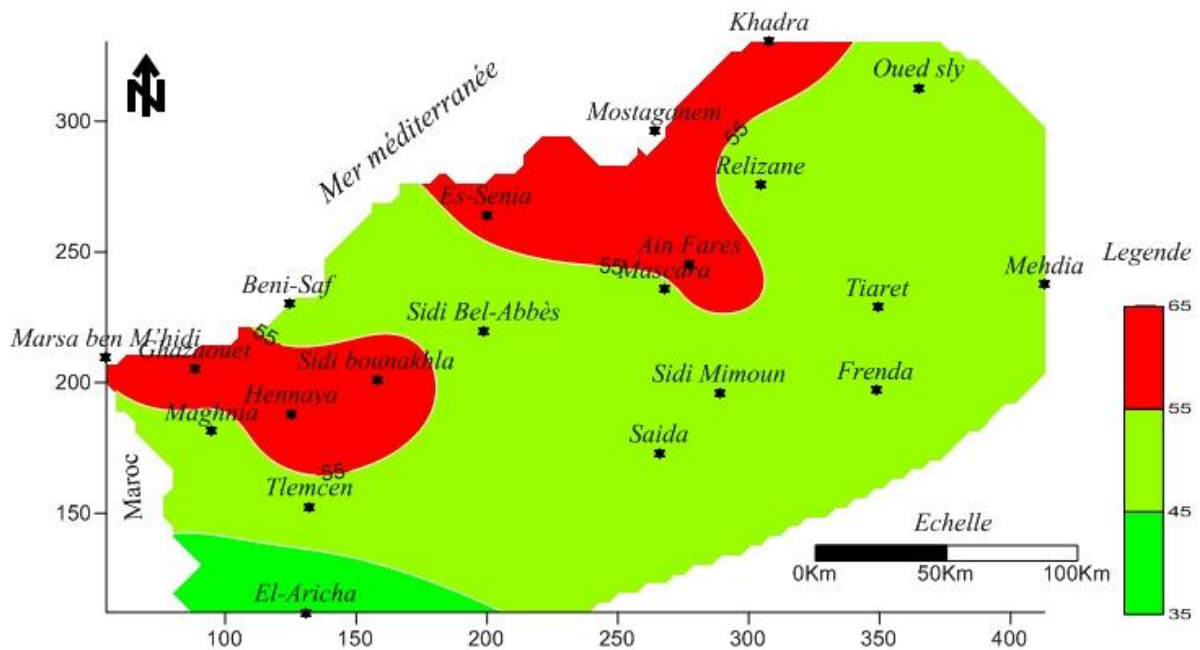 Khadra
N
Oued sly
Mer méditerranée
Mostaganem
300
55
Relizane
Es-Senia
Ain Fares
250
55
Mascara
Mehdia
Legende
Beni-Saf
Tiaret
Sidi Bel-Abbès
65
55
Marsa ben M'hidi
Ghazaouet
Sidi bounakhla
200
Sidi Mimoun
Frenda
Hennaya
55
Maghnia
Saida
55
Maroc
Tlemcen
150
Echelle
45
0Km 50Km 100Km
El-Aricha
35
100 150 200 250 300 350 400